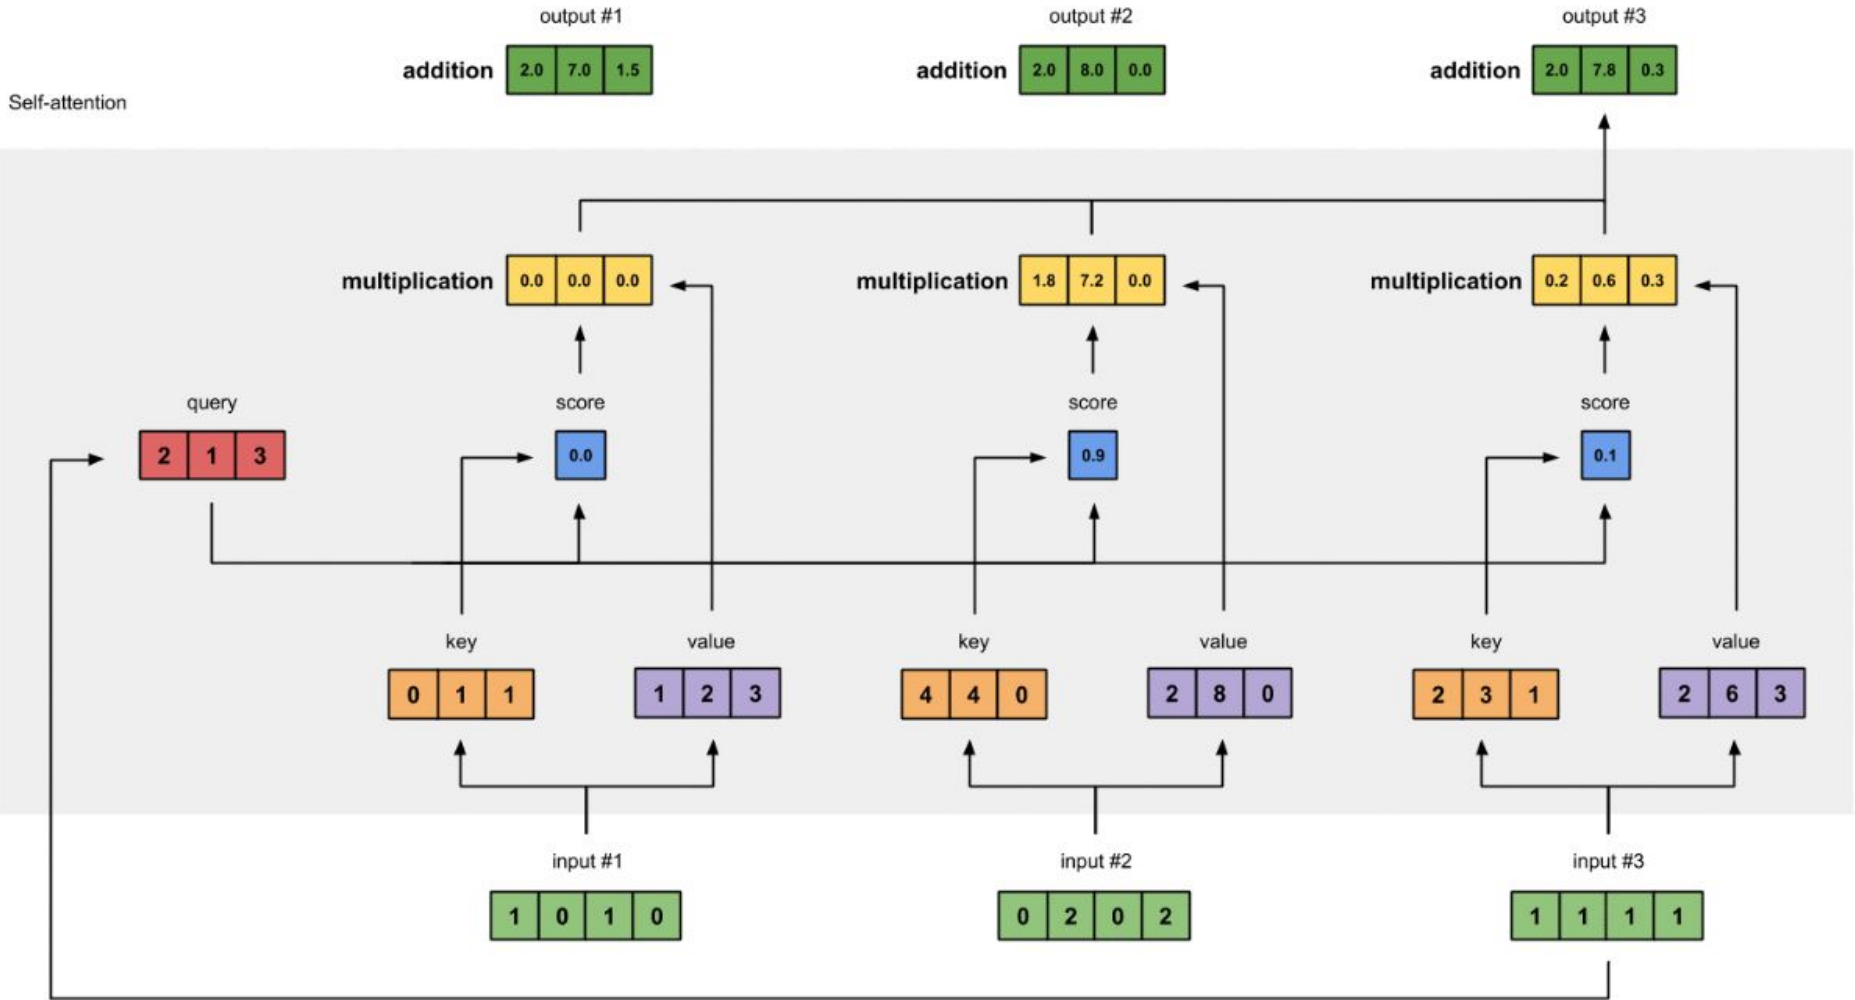 output #1
output #2
output #3
addition 2.0 7.0 1.5
addition 2.0 8.0 0.0
addition 2.0 7.8 0.3
Self-attention
multiplication 0.0 0.0 0.0
multiplication 1.8 7.2 0.0
multiplication 0.2 0.6 0.3
query
score
score
score
2 1 3
0.0
0.9
0.1
key
value
key
value
key
value
0 1 1
1 2 3
4 4 0
2 8 0
2 3 1
2 6 3
input #1
input #2
input #3
1 0 1 0
0 2 0 2
1 1 1 1